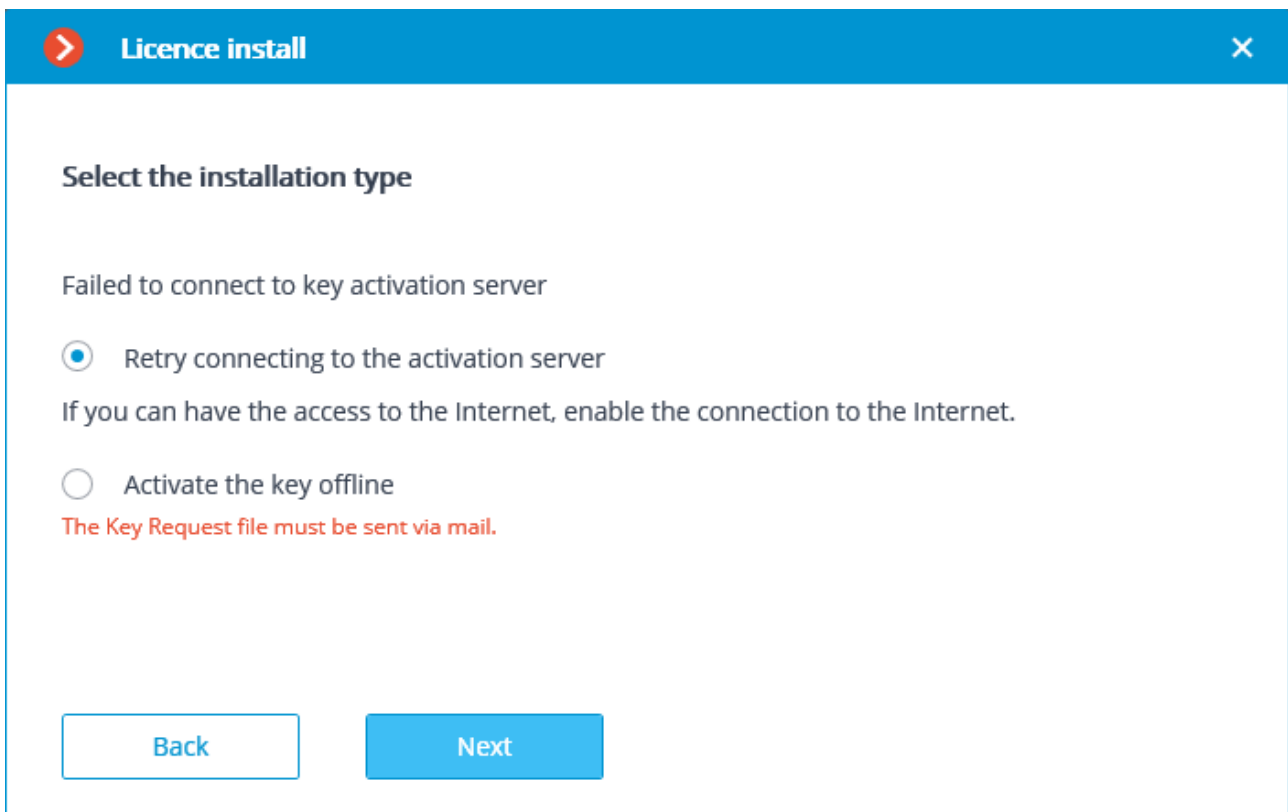 Licence install
Select the installation type
Failed to connect to key activation server
Retry connecting to the activation server
If you can have the access to the Internet, enable the connection to the Internet.
Activate the key offline
The Key Request file must be sent via mail.
Back
Next